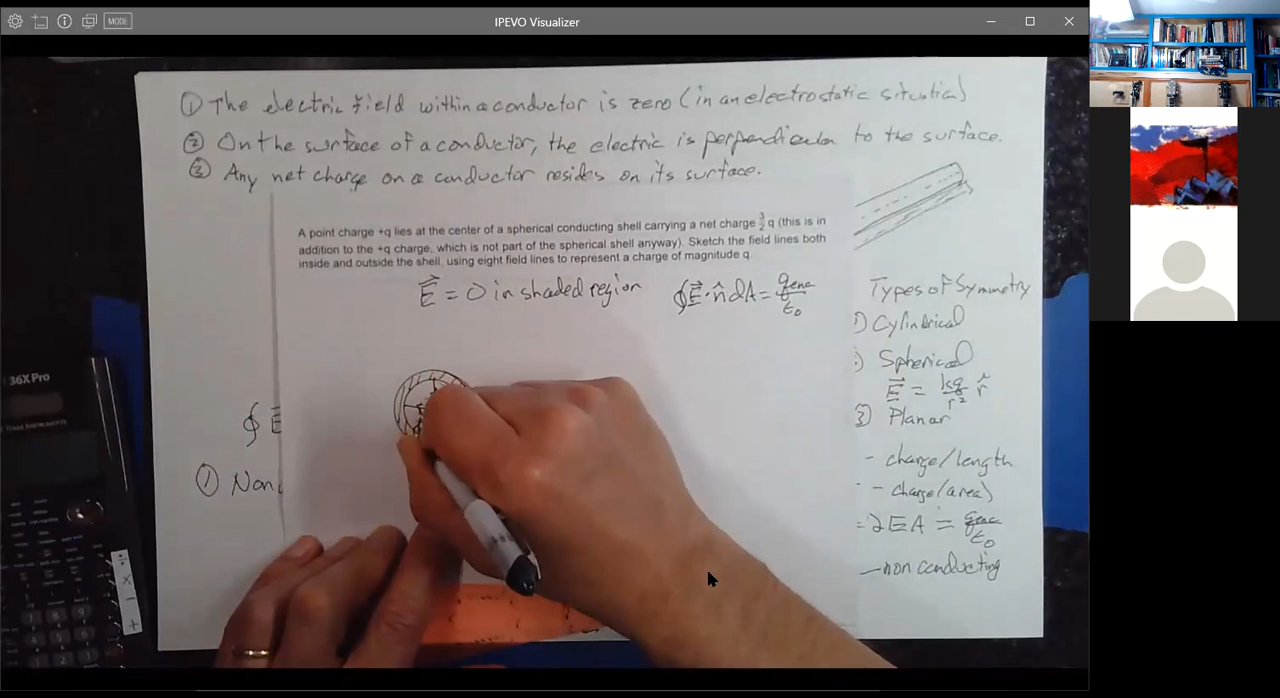 IPEVO Visualizer
MODE
① The electric field within a conductor is zero (in an electrostatic situation)
② On the surface of a conductor, the electric is perpendicular to the surface.
③ Any net charge on a conductor resides on its surface.
A point charge +q lies at the center of a spherical conducting shell carrying a net charge 3/2 q (this is in
addition to the +q charge, which is not part of the spherical shell anyway). Sketch the field lines both
inside and outside the shell, using eight field lines to represent a charge of magnitude q.
E⃗ = 0 in shaded region
∮E⃗·n̂dA = qenc/ε₀
∮E
① Non
Types of Symmetry
1) Cylindrical
:) Spherical
E⃗ = kq/r² r̂
3) Planar
- charge/length
- charge/area)
= 2EA = qenc/ε₀
—non conducting
36X Pro
TEXAS INSTRUMENTS
× − +